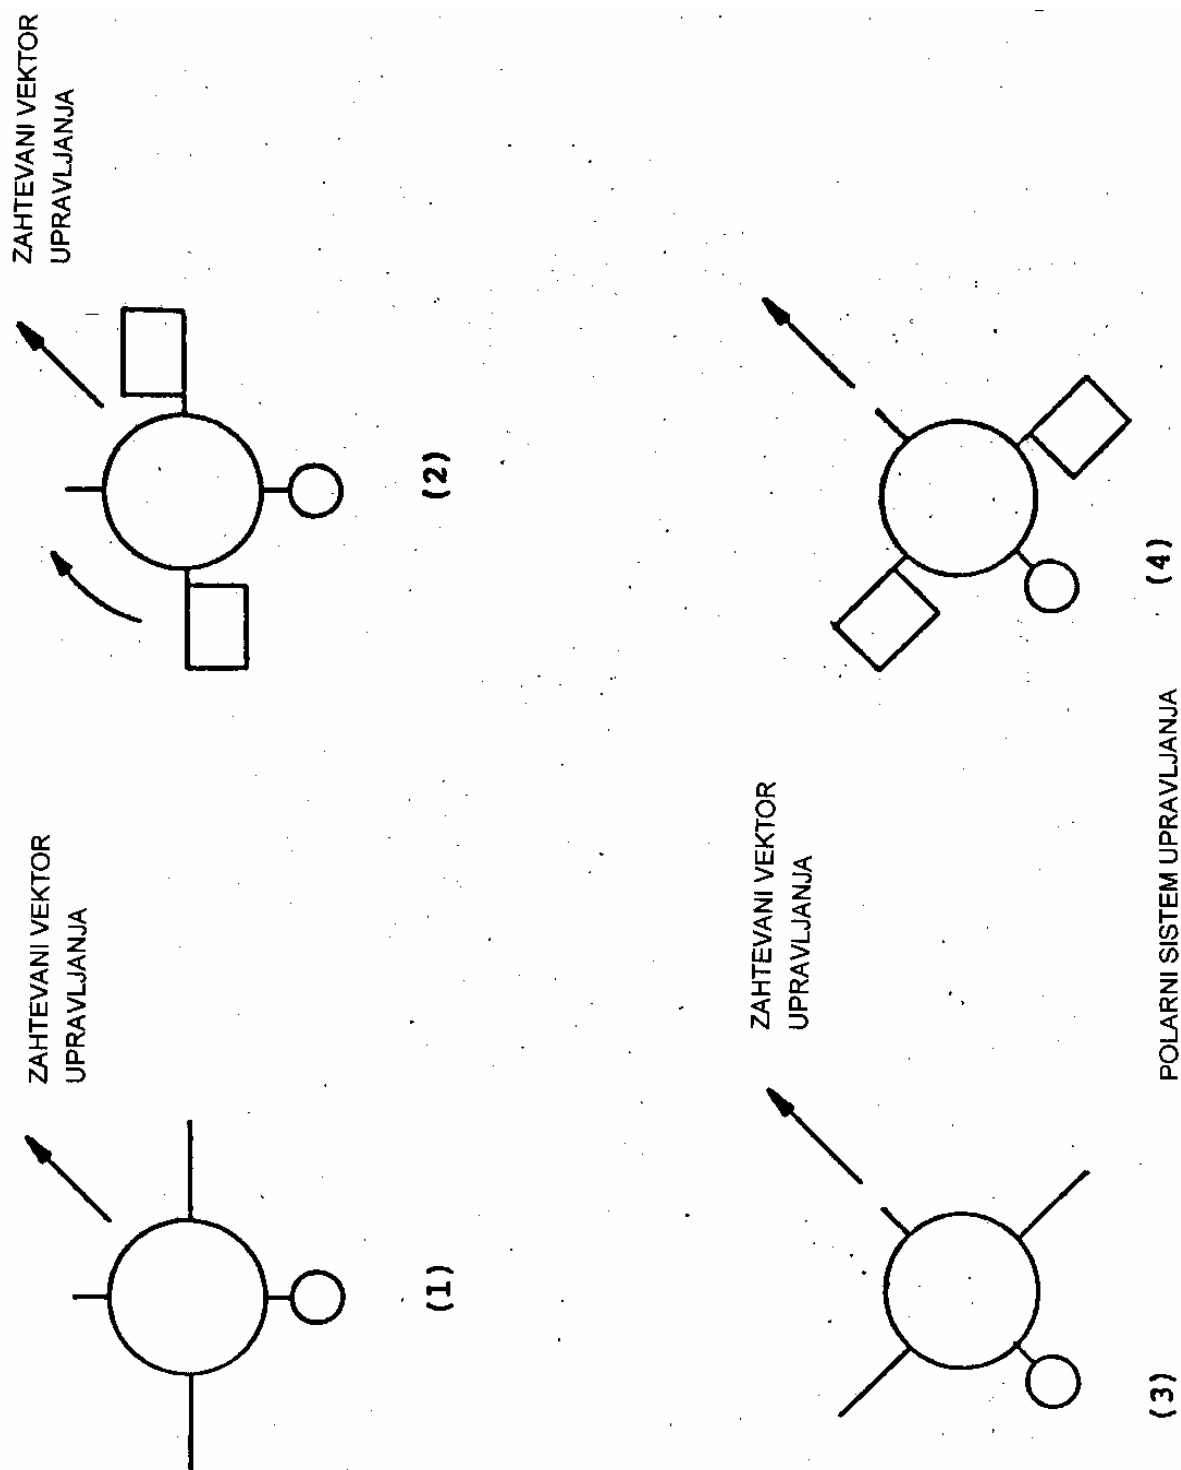 ZAHTEVANI VEKTOR
UPRAVLJANJA
(1)
ZAHTEVANI VEKTOR
UPRAVLJANJA
(2)
ZAHTEVANI VEKTOR
UPRAVLJANJA
(3)
(4)
POLARNI SISTEM UPRAVLJANJA